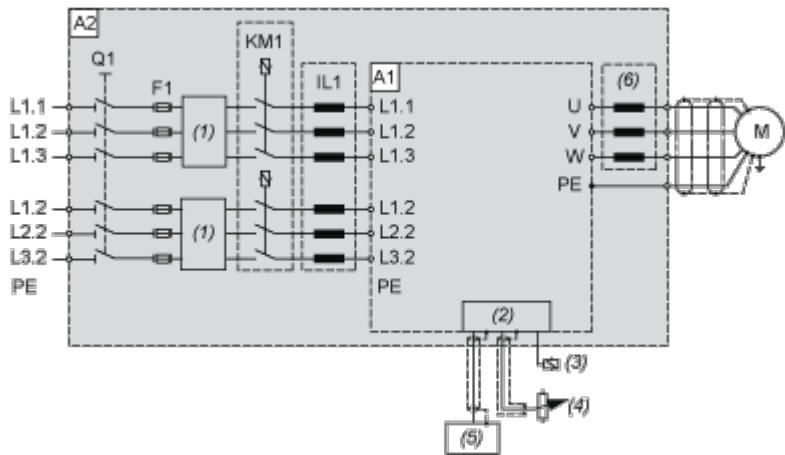 A2
Q1
KM1
F1
IL1
A1
(6)
L1.1
(1)
L1.1
U
L1.2
L1.2
V
M
L1.3
L1.3
W
PE
L1.2
(1)
L1.2
L2.2
L2.2
L3.2
L3.2
PE
PE
(2)
(3)
(4)
(5)